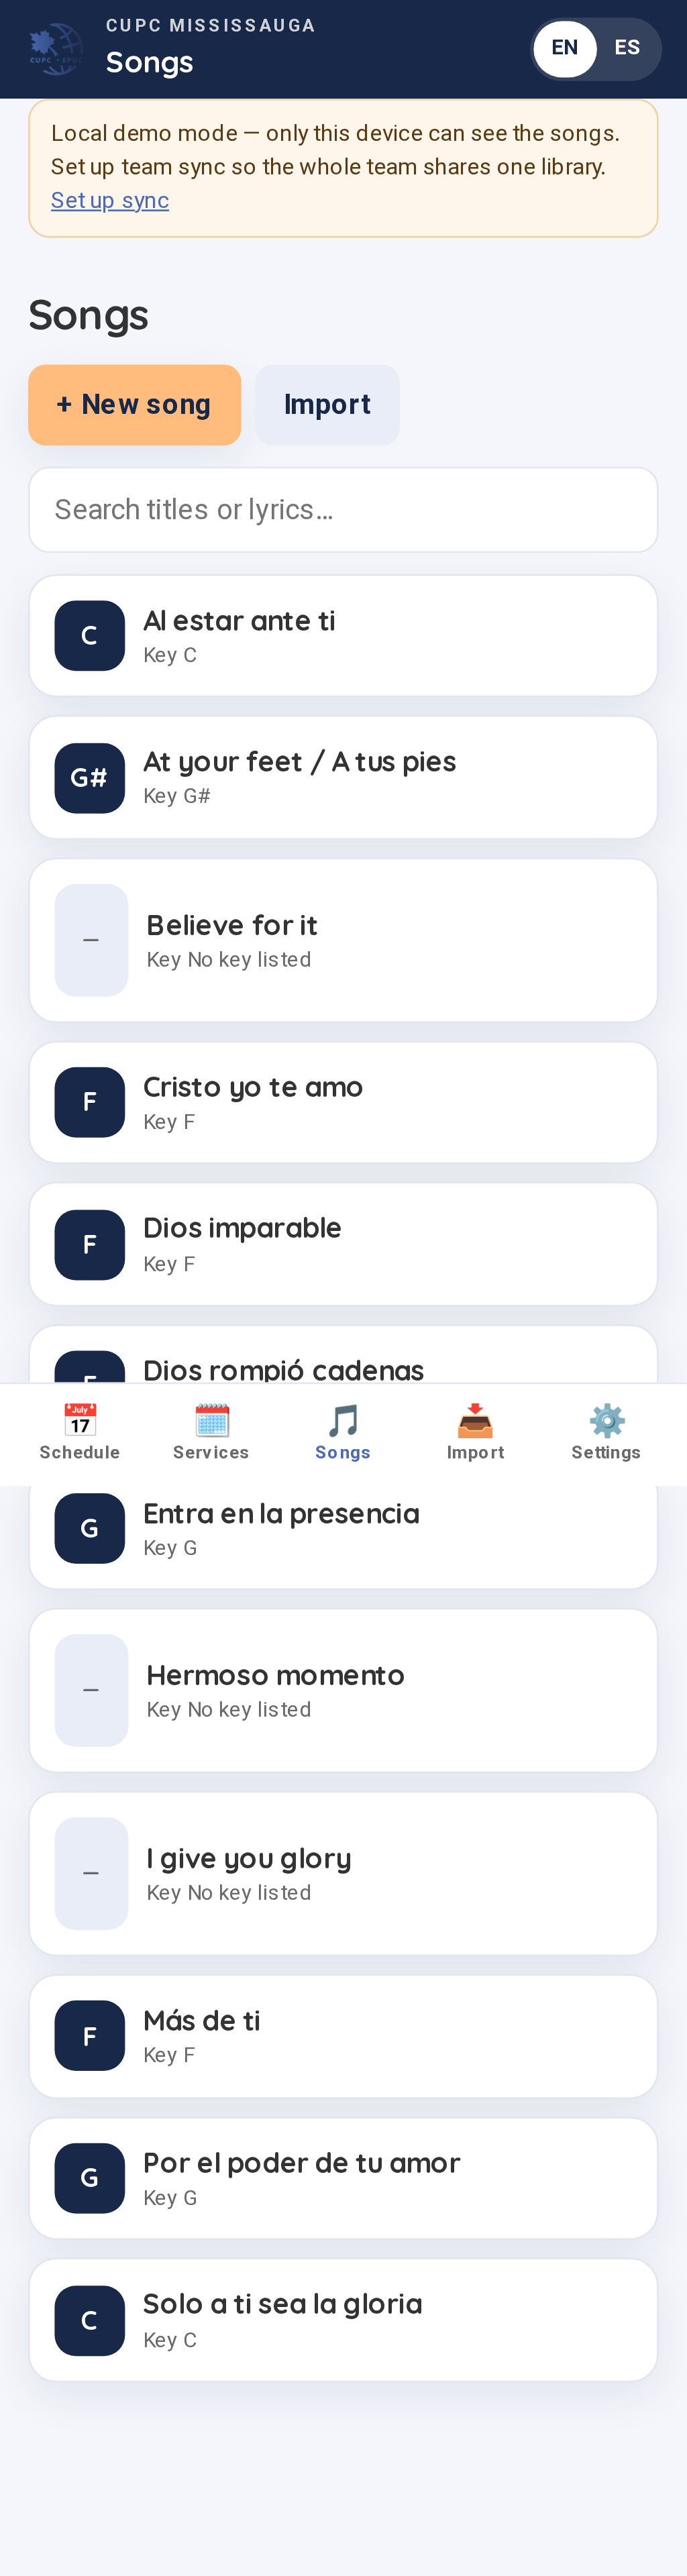 CUPC MISSISSAUGA
CUPC • EPUC
Songs
EN
ES
Local demo mode — only this device can see the songs.
Set up team sync so the whole team shares one library.
Set up sync
Songs
+ New song
Import
Search titles or lyrics…
C
Al estar ante ti
Key C
G#
At your feet / A tus pies
Key G#
—
Believe for it
Key No key listed
F
Cristo yo te amo
Key F
F
Dios imparable
Key F
Dios rompió cadenas
July
17
Schedule
Services
Songs
Import
Settings
G
Entra en la presencia
Key G
—
Hermoso momento
Key No key listed
—
I give you glory
Key No key listed
F
Más de ti
Key F
G
Por el poder de tu amor
Key G
C
Solo a ti sea la gloria
Key C